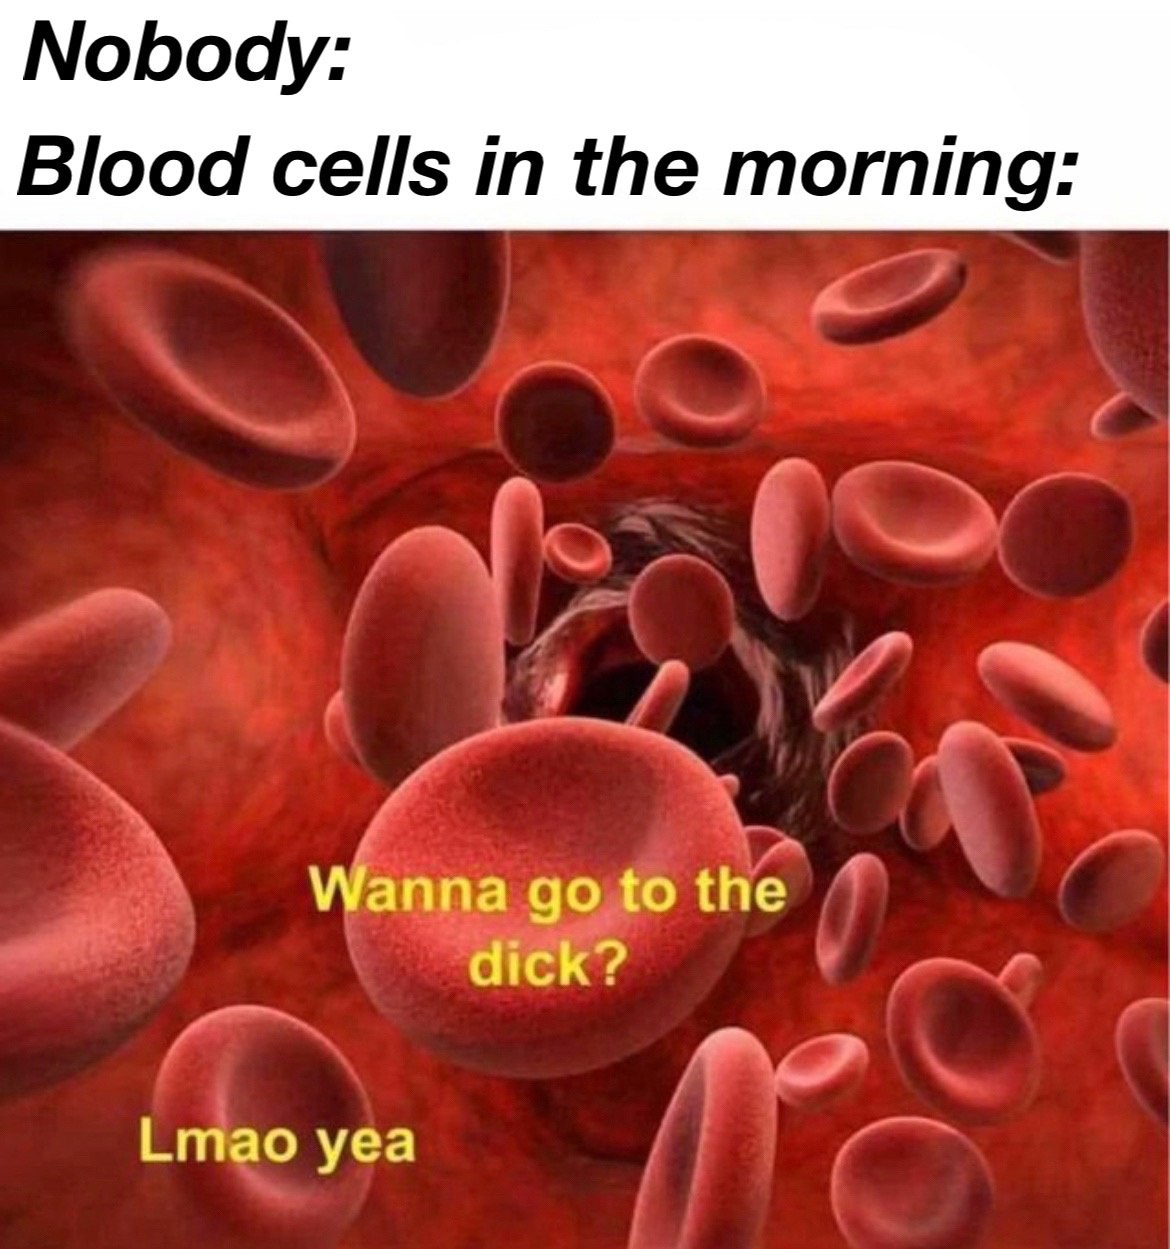 Nobody:
Blood cells in the morning:
Wanna go to the
dick?
Lmao yea